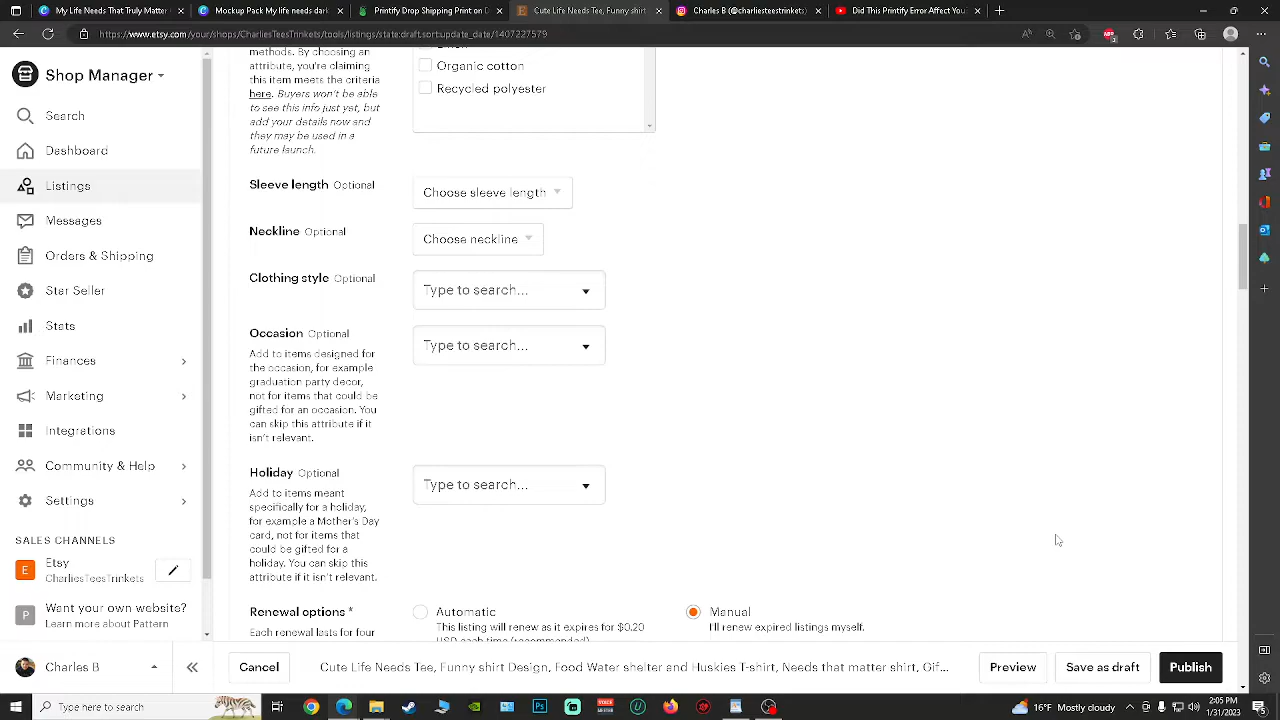 My Life Needs That Truly Matter
Mockup Pack My life needs dark
Printify Drop Shipping Print on
Cute Life Needs Tee, Funny shirt
Charles B (@charliestrinkets)
Did This Printify Error Affect You
https://www.etsy.com/your/shops/CharliesTeesTrinkets/tools/listings/state:draft,sort:update_date/1407227579
Shop Manager
Search
Dashboard
Listings
Messages
Orders & Shipping
Star Seller
Stats
Finances
Marketing
Integrations
Community & Help
Settings
SALES CHANNELS
Etsy
CharliesTeesTrinkets
Want your own website?
Learn more about Pattern
Charles B
methods. By choosing an
attribute, you're claiming
this item meets the criteria
here. Buyers won't be able
to see this info just yet, but
add your details now and
they may be used in a
future launch.
Organic cotton
Recycled polyester
Sleeve length Optional
Choose sleeve length
Neckline Optional
Choose neckline
Clothing style Optional
Type to search...
Occasion Optional
Type to search...
Add to items designed for
the occasion, for example
graduation party decor,
not for items that could be
gifted for an occasion. You
can skip this attribute if it
isn't relevant.
Holiday Optional
Type to search...
Add to items meant
specifically for a holiday,
for example a Mother's Day
card, not for items that
could be gifted for a
holiday. You can skip this
attribute if it isn't relevant.
Renewal options *
Each renewal lasts for four
Automatic
This listing will renew as it expires for $0.20
USD each time (recommended).
Manual
I'll renew expired listings myself.
Cancel
Cute Life Needs Tee, Funny shirt Design, Food Water shelter and Huskies T-shirt, Needs that matter shirt, Gif...
Preview
Save as draft
Publish
Type here to search
16°F Mostly cloudy
2:05 PM
1/31/2023